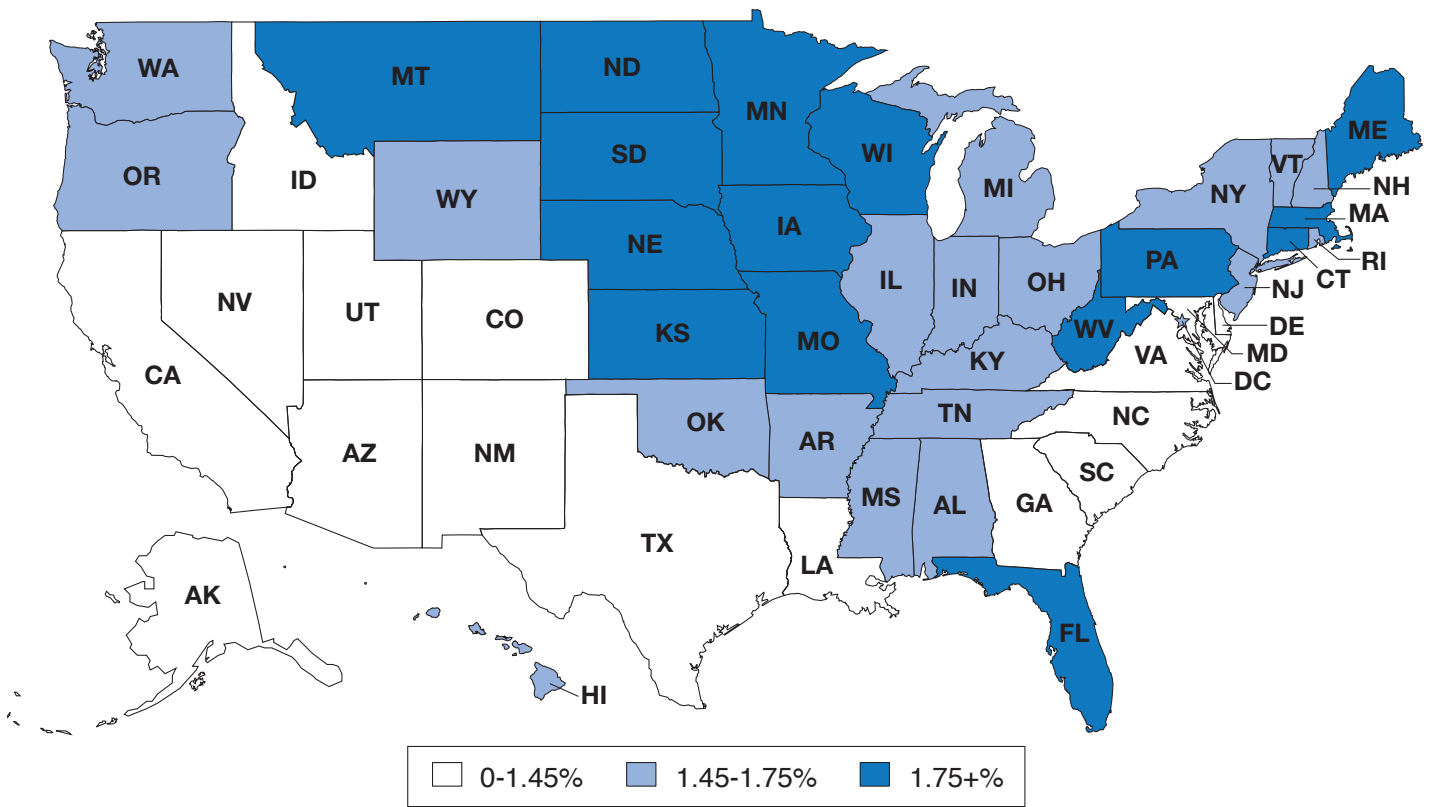 WA
MT
ND
MN
ME
OR
ID
WY
SD
WI
MI
NY
VT
NH
MA
NE
IA
PA
RI
CT
NJ
NV
UT
CO
KS
MO
IL
IN
OH
WV
DE
MD
DC
VA
CA
KY
OK
AR
TN
NC
AZ
NM
MS
AL
GA
SC
TX
LA
AK
FL
HI
0-1.45%
1.45-1.75%
1.75+%